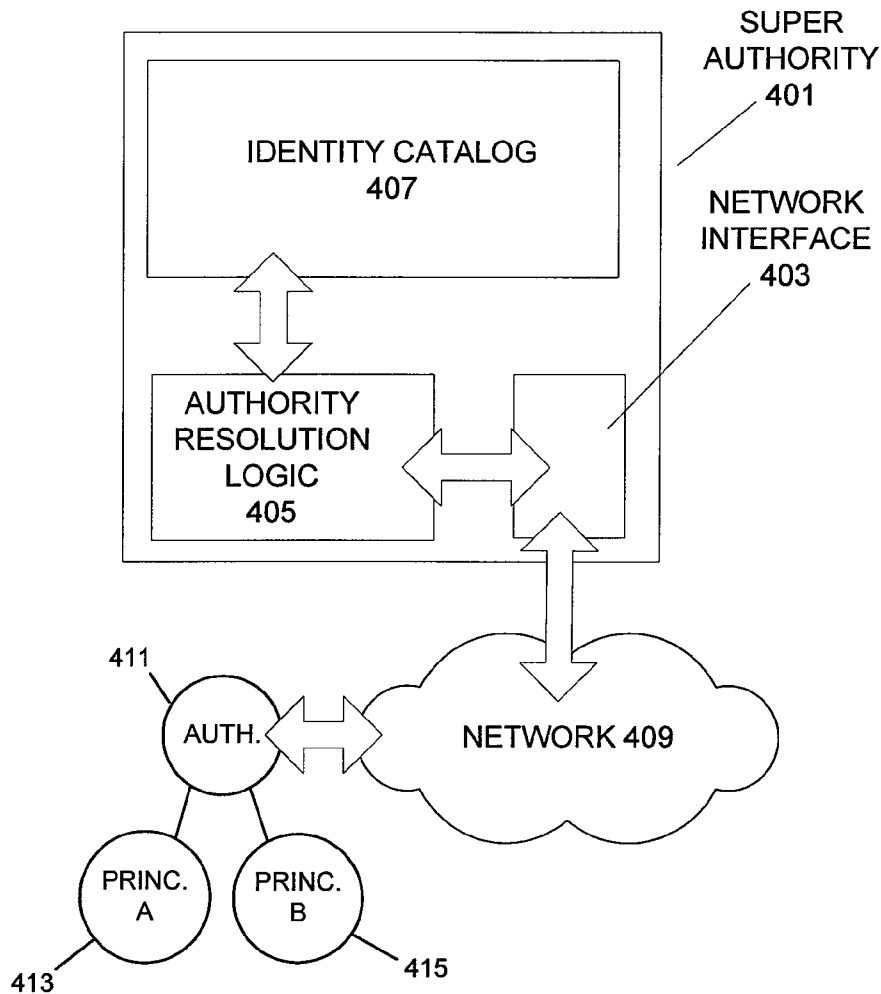 SUPER
AUTHORITY
401
IDENTITY CATALOG
407
NETWORK
INTERFACE
403
AUTHORITY
RESOLUTION
LOGIC
405
411
AUTH.
NETWORK 409
PRINC.
A
PRINC.
B
413
415